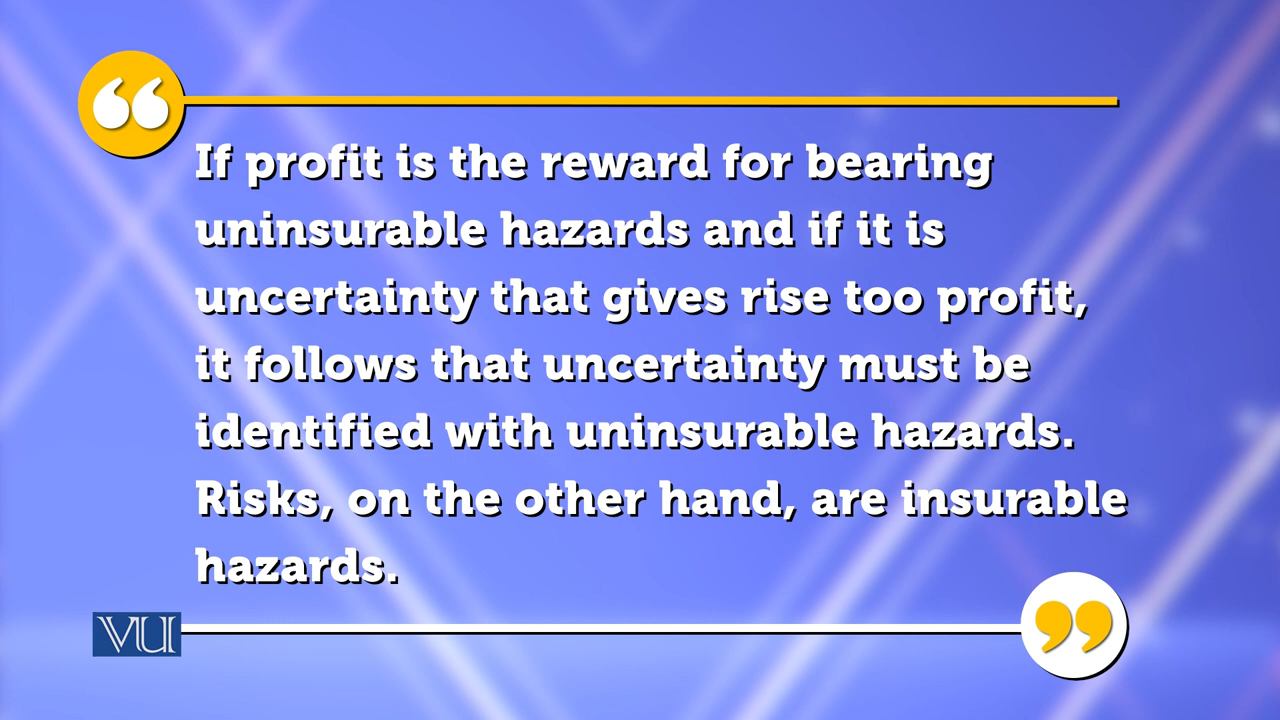 “
If profit is the reward for bearing
uninsurable hazards and if it is
uncertainty that gives rise too profit,
it follows that uncertainty must be
identified with uninsurable hazards.
Risks, on the other hand, are insurable
hazards.
VU
”